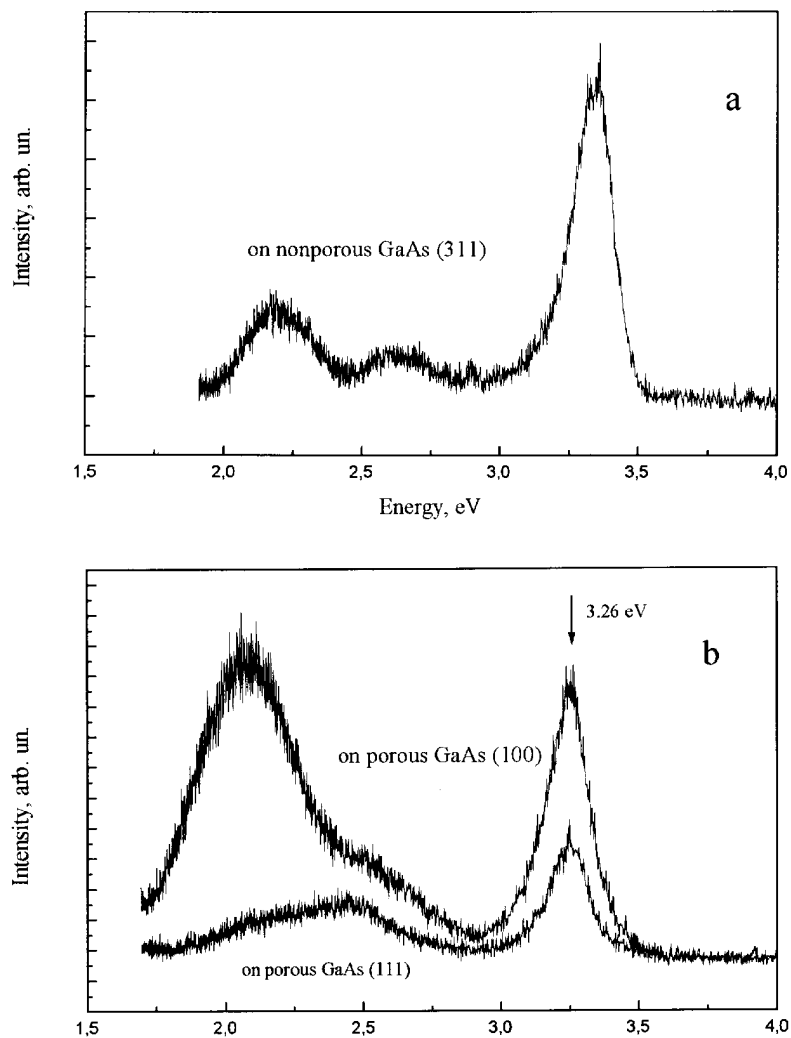 a
Intensity, arb. un.
on nonporous GaAs (311)
1,5 2,0 2,5 3,0 3,5 4,0
Energy, eV
3.26 eV
b
on porous GaAs (100)
Intensity, arb. un.
on porous GaAs (111)
1,5 2,0 2,5 3,0 3,5 4,0